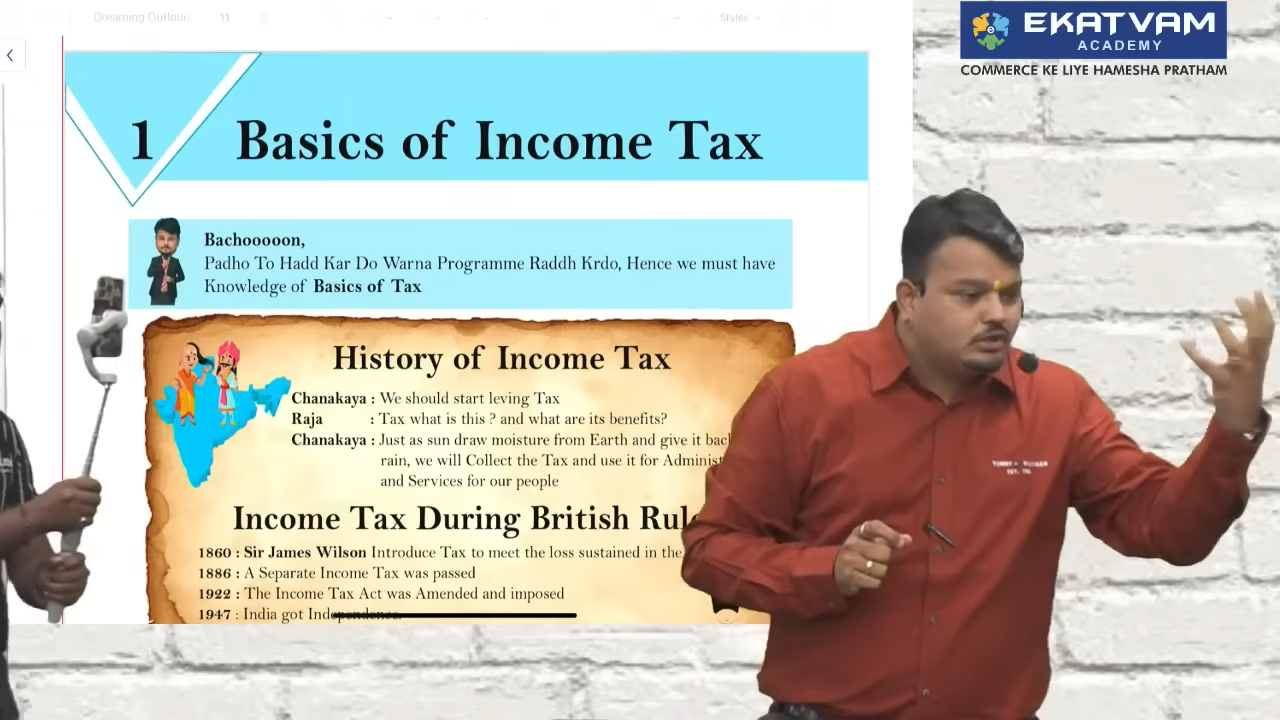 Dreaming Outlou
11
Styles
EKATVAM
ACADEMY
COMMERCE KE LIYE HAMESHA PRATHAM
1 Basics of Income Tax
Bachooooon,
Padho To Hadd Kar Do Warna Programme Raddh Krdo, Hence we must have
Knowledge of Basics of Tax
History of Income Tax
Chanakaya : We should start leving Tax
Raja : Tax what is this ? and what are its benefits?
Chanakaya : Just as sun draw moisture from Earth and give it bac
rain, we will Collect the Tax and use it for Administ
and Services for our people
Income Tax During British Rul
1860 : Sir James Wilson Introduce Tax to meet the loss sustained in the
1886 : A Separate Income Tax was passed
1922 : The Income Tax Act was Amended and imposed
1947 : India got Independence.